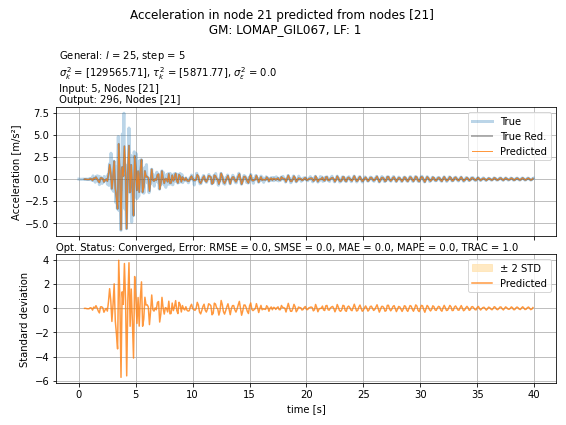 Acceleration in node 21 predicted from nodes [21]
GM: LOMAP_GIL067, LF: 1
General: l = 25, step = 5
σ²ₖ = [129565.71], τ²ₖ = [5871.77], σ²ε = 0.0
Input: 5, Nodes [21]
Output: 296, Nodes [21]
Acceleration [m/s²]
7.5
5.0
2.5
0.0
−2.5
−5.0
True
True Red.
Predicted
Opt. Status: Converged, Error: RMSE = 0.0, SMSE = 0.0, MAE = 0.0, MAPE = 0.0, TRAC = 1.0
Standard deviation
4
2
0
−2
−4
−6
± 2 STD
Predicted
0 5 10 15 20 25 30 35 40
time [s]